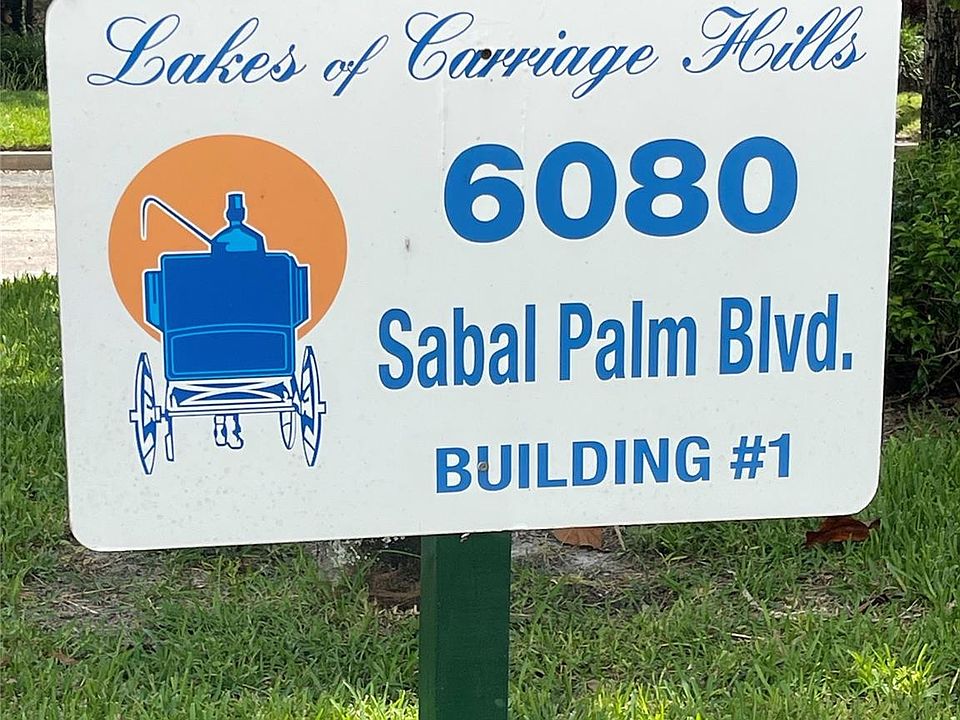 Lakes of Carriage Hills
6080
Sabal Palm Blvd.
BUILDING #1